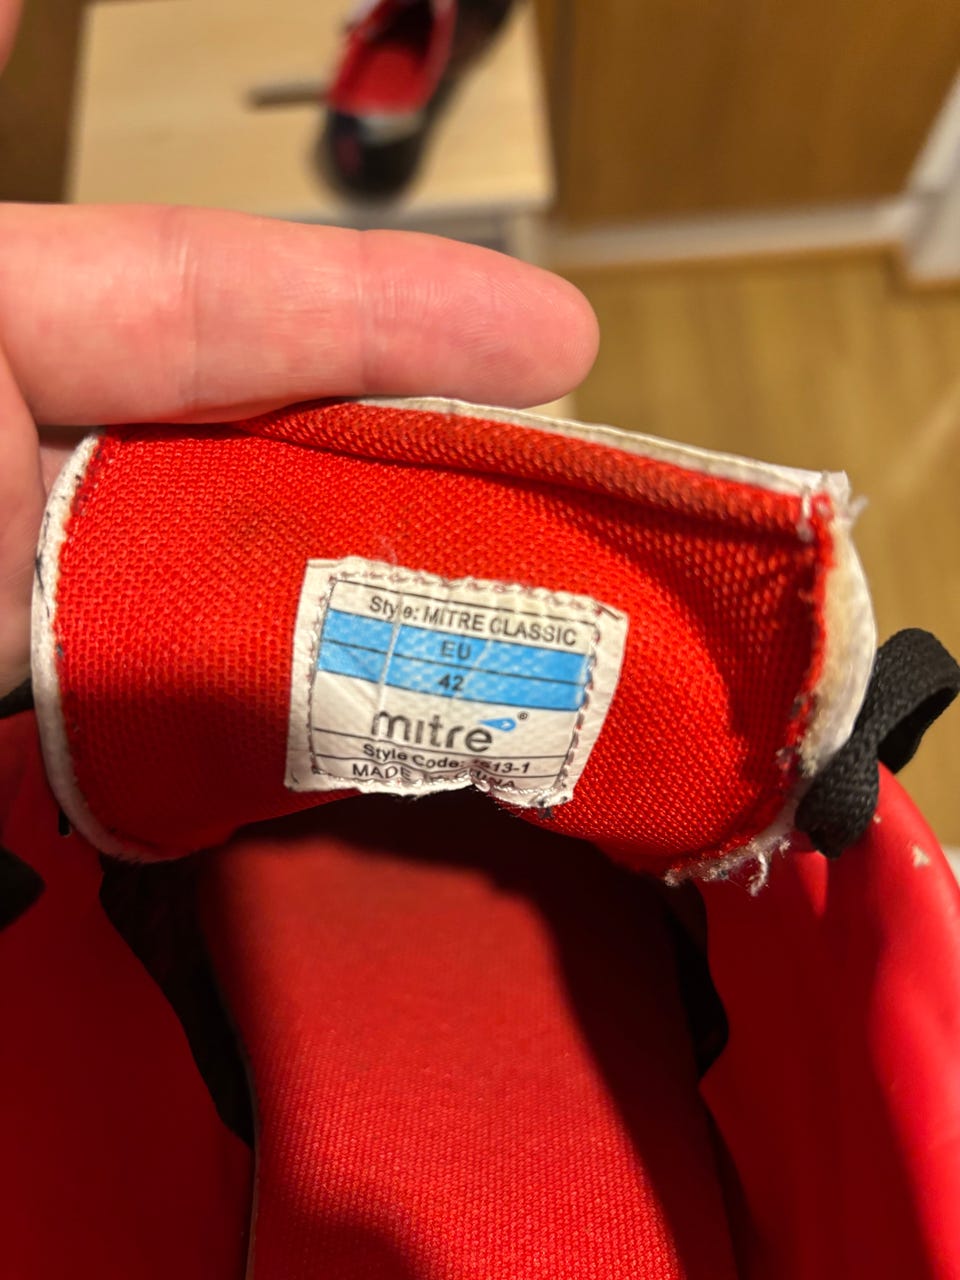 Style: MITRE CLASSIC
EU
42
mitre®
Style Code:
MADE